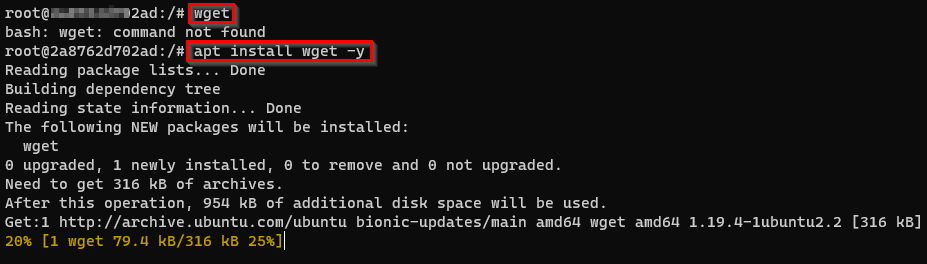 root@02ad:/# wget
bash: wget: command not found
root@2a8762d702ad:/# apt install wget -y
Reading package lists... Done
Building dependency tree
Reading state information... Done
The following NEW packages will be installed:
  wget
0 upgraded, 1 newly installed, 0 to remove and 0 not upgraded.
Need to get 316 kB of archives.
After this operation, 954 kB of additional disk space will be used.
Get:1 http://archive.ubuntu.com/ubuntu bionic-updates/main amd64 wget amd64 1.19.4-1ubuntu2.2 [316 kB]
20% [1 wget 79.4 kB/316 kB 25%]